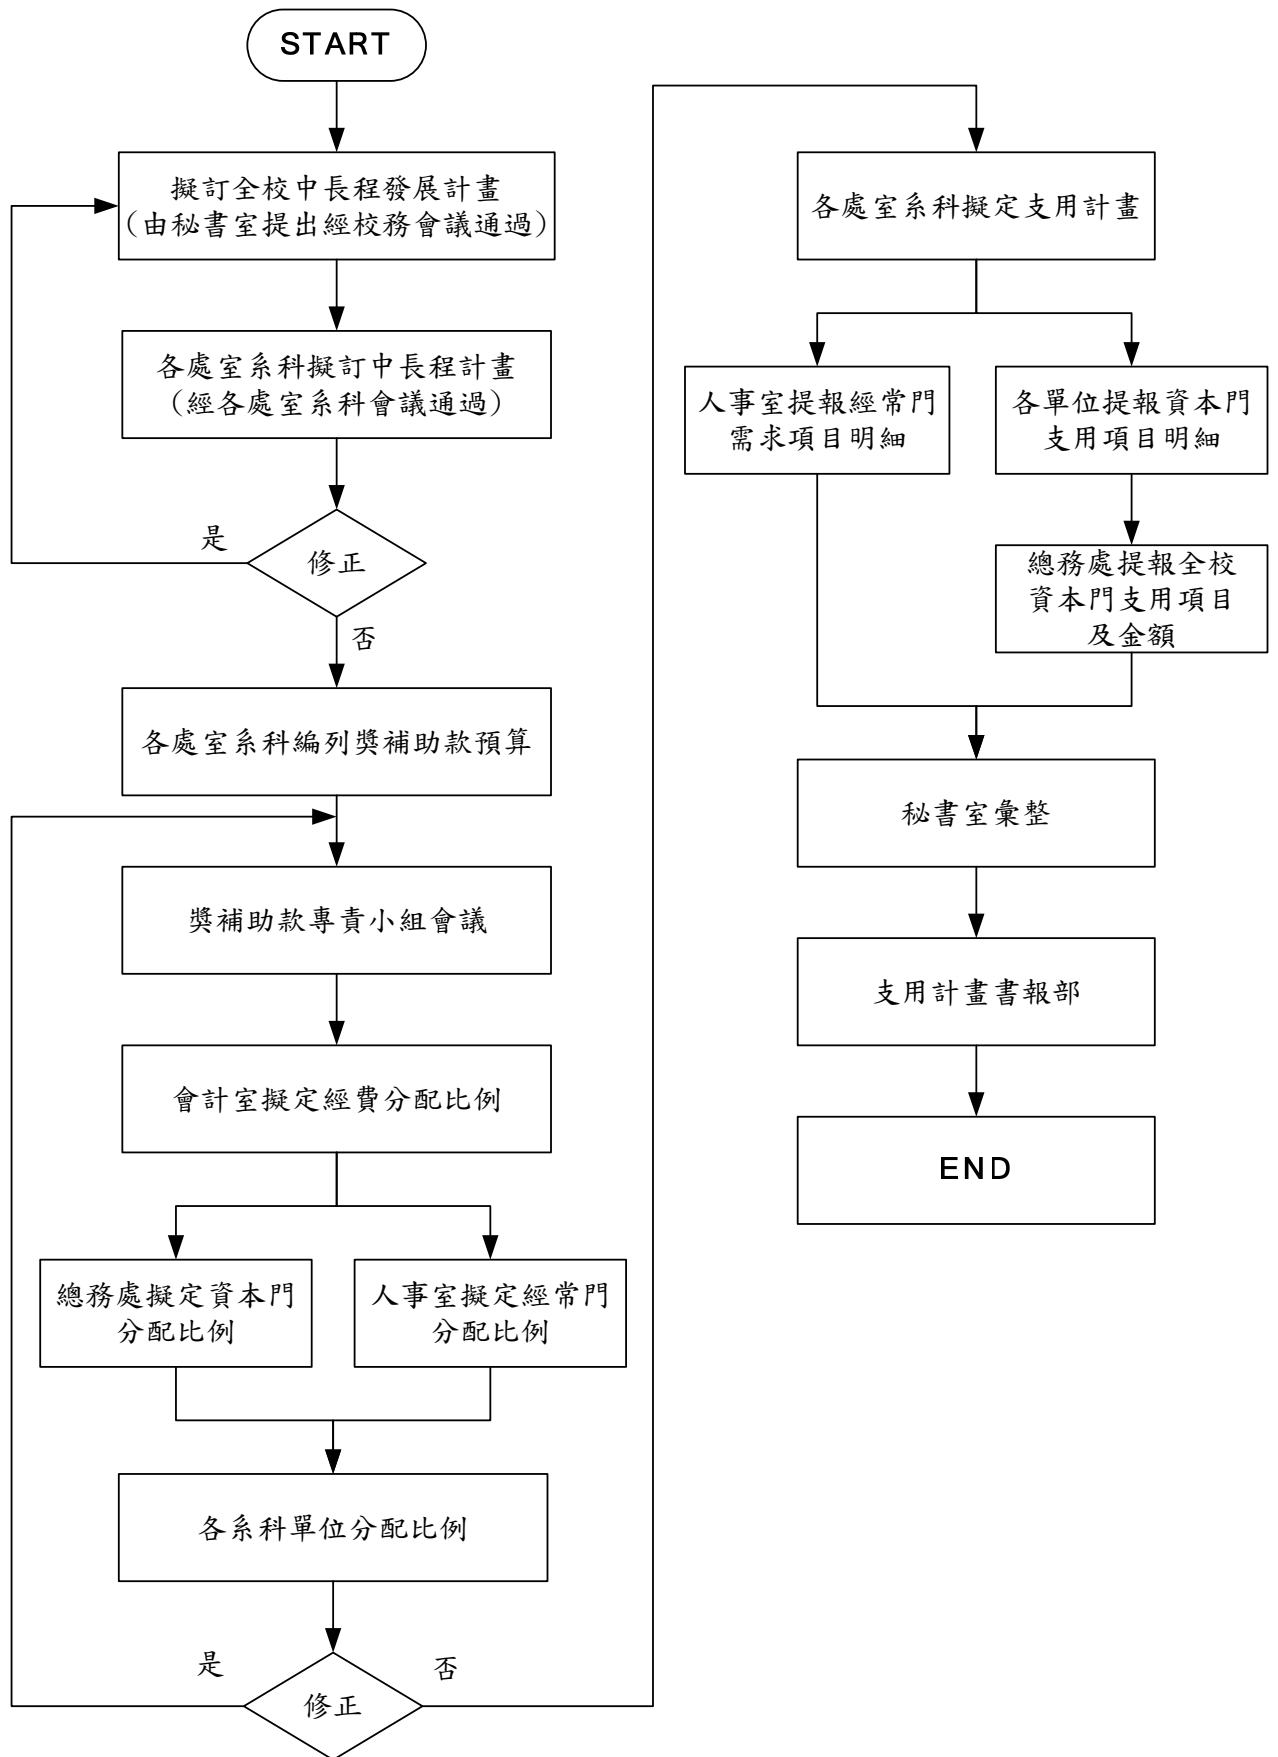 START
擬訂全校中長程發展計畫
（由秘書室提出經校務會議通過）
各處室系科擬訂中長程計畫
（經各處室系科會議通過）
是
修正
否
各處室系科編列獎補助款預算
獎補助款專責小組會議
會計室擬定經費分配比例
總務處擬定資本門
分配比例
人事室擬定經常門
分配比例
各系科單位分配比例
是
修正
否
各處室系科擬定支用計畫
人事室提報經常門
需求項目明細
各單位提報資本門
支用項目明細
總務處提報全校
資本門支用項目
及金額
秘書室彙整
支用計畫書報部
END